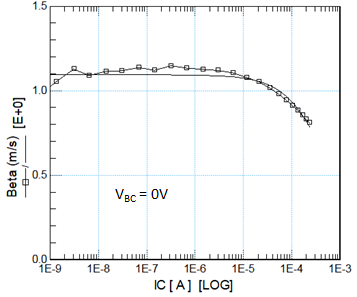 1.5
1.0
0.5
0.0
Beta (m/s) [E+0]
V_BC = 0V
1E-9 1E-8 1E-7 1E-6 1E-5 1E-4 1E-3
IC [ A ] [LOG]